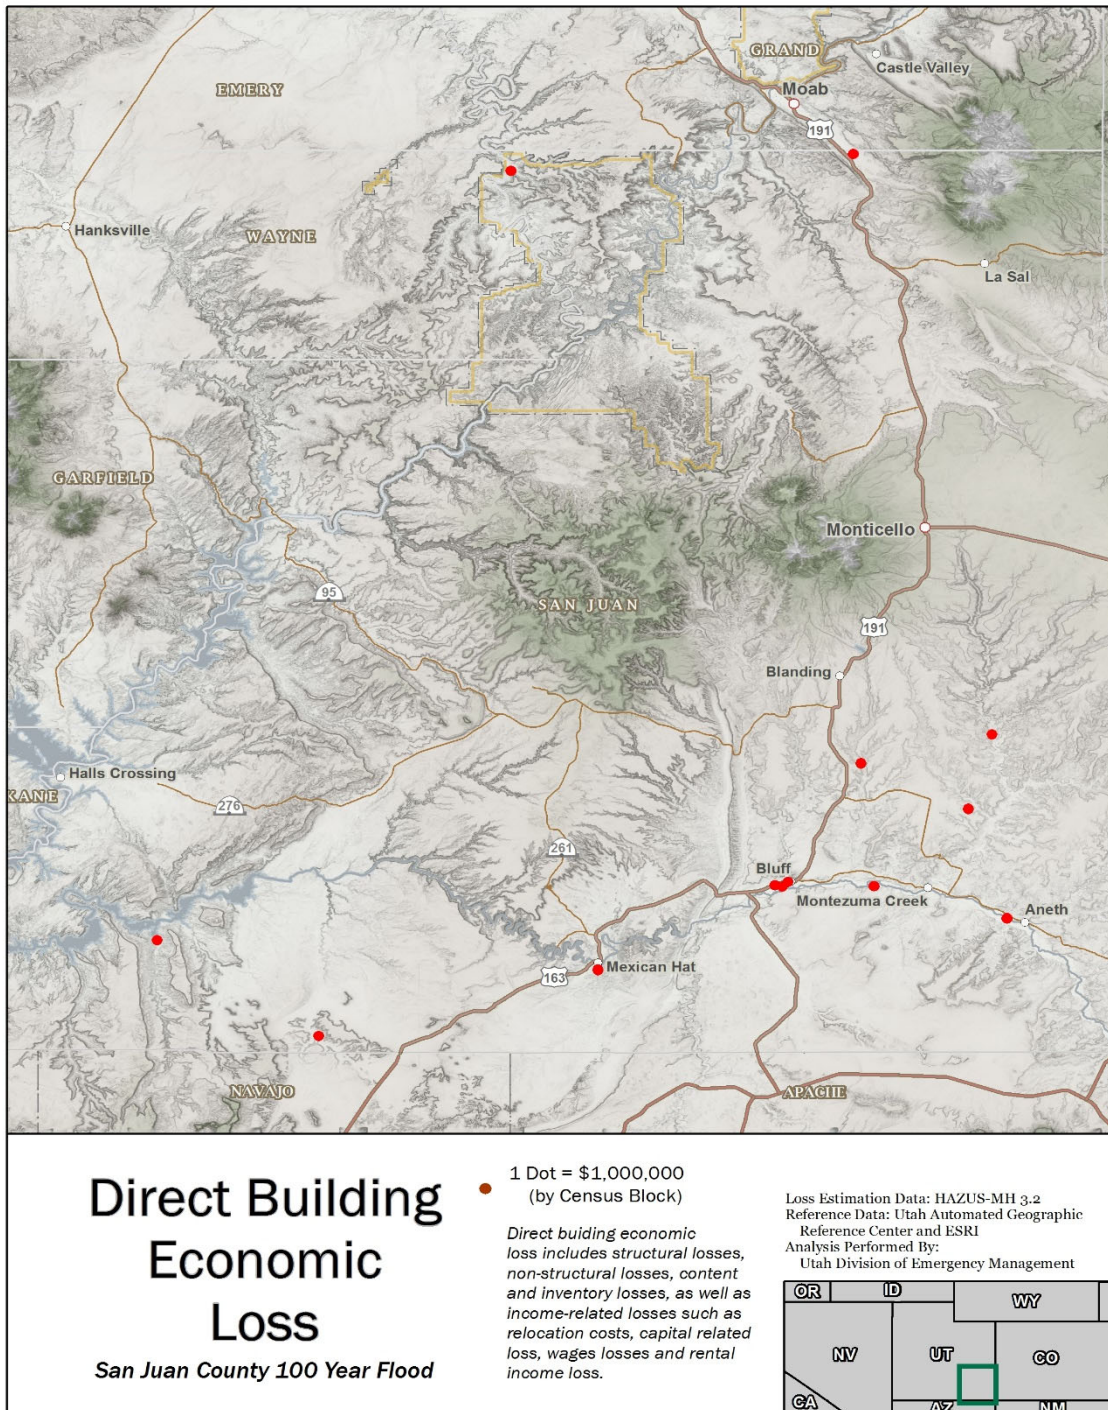 GRAND
Castle Valley
EMERY
Moab
191
Hanksville
WAYNE
La Sal
GARFIELD
Monticello
95
SAN JUAN
191
Blanding
Halls Crossing
KANE
276
261
Bluff
Montezuma Creek
Aneth
Mexican Hat
163
NAVAJO
APACHE
Direct Building
Economic
Loss
San Juan County 100 Year Flood
1 Dot = $1,000,000
(by Census Block)
Direct buiding economic
loss includes structural losses,
non-structural losses, content
and inventory losses, as well as
income-related losses such as
relocation costs, capital related
loss, wages losses and rental
income loss.
Loss Estimation Data: HAZUS-MH 3.2
Reference Data: Utah Automated Geographic
Reference Center and ESRI
Analysis Performed By:
Utah Division of Emergency Management
OR
ID
WY
NV
UT
CO
CA
AZ
NM